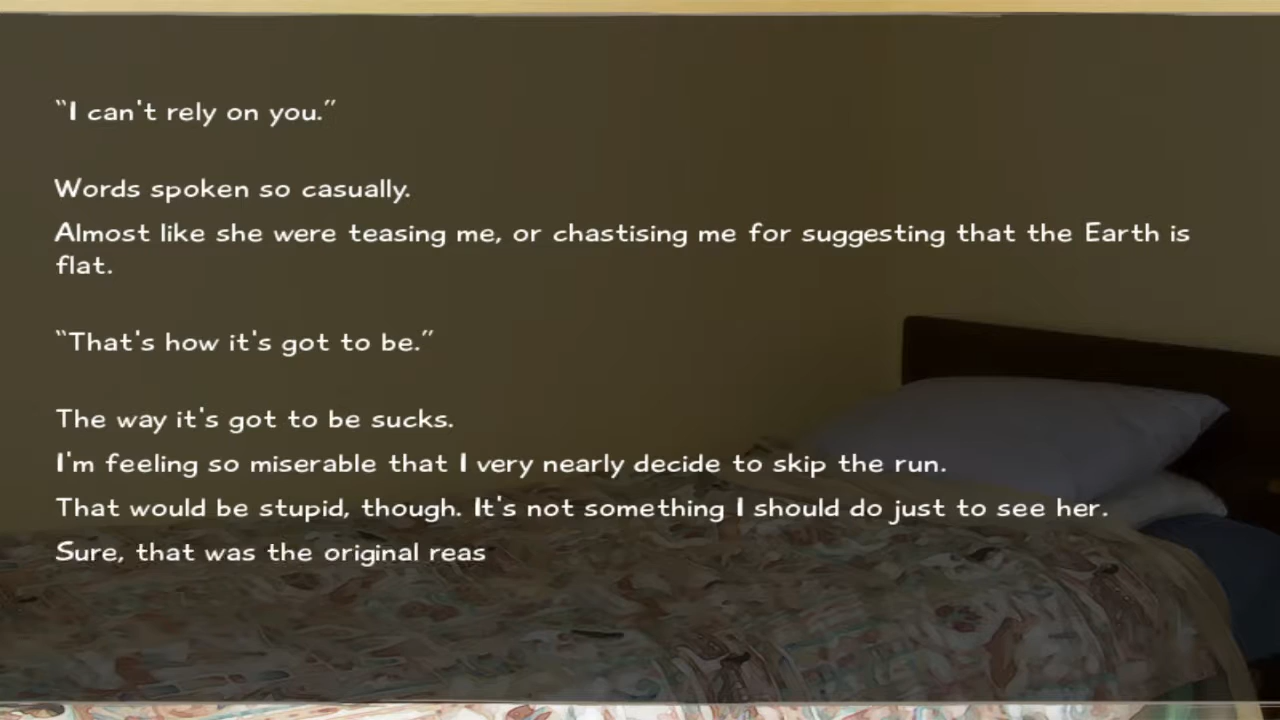 “I can't rely on you.”
Words spoken so casually.
Almost like she were teasing me, or chastising me for suggesting that the Earth is
flat.
“That's how it's got to be.”
The way it's got to be sucks.
I'm feeling so miserable that I very nearly decide to skip the run.
That would be stupid, though. It's not something I should do just to see her.
Sure, that was the original reas